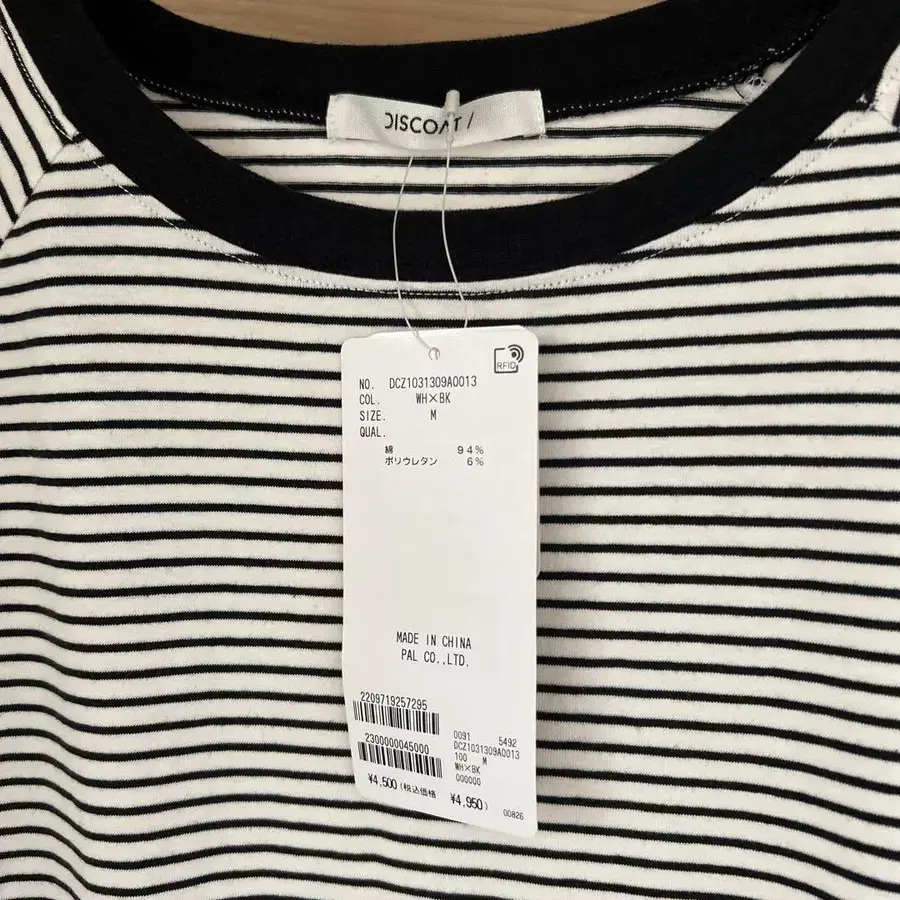 DISCOAT /
RFID
NO. DCZ1031309A0013
COL. WH×BK
SIZE. M
QUAL.
綿 94%
ポリウレタン 6%
MADE IN CHINA
PAL CO.,LTD.
2209719257295
2300000045000
0091 5492
DCZ1031309A0013
100 M
WH×BK
000000
¥4,500 (税込価格 ¥4,950)
00826